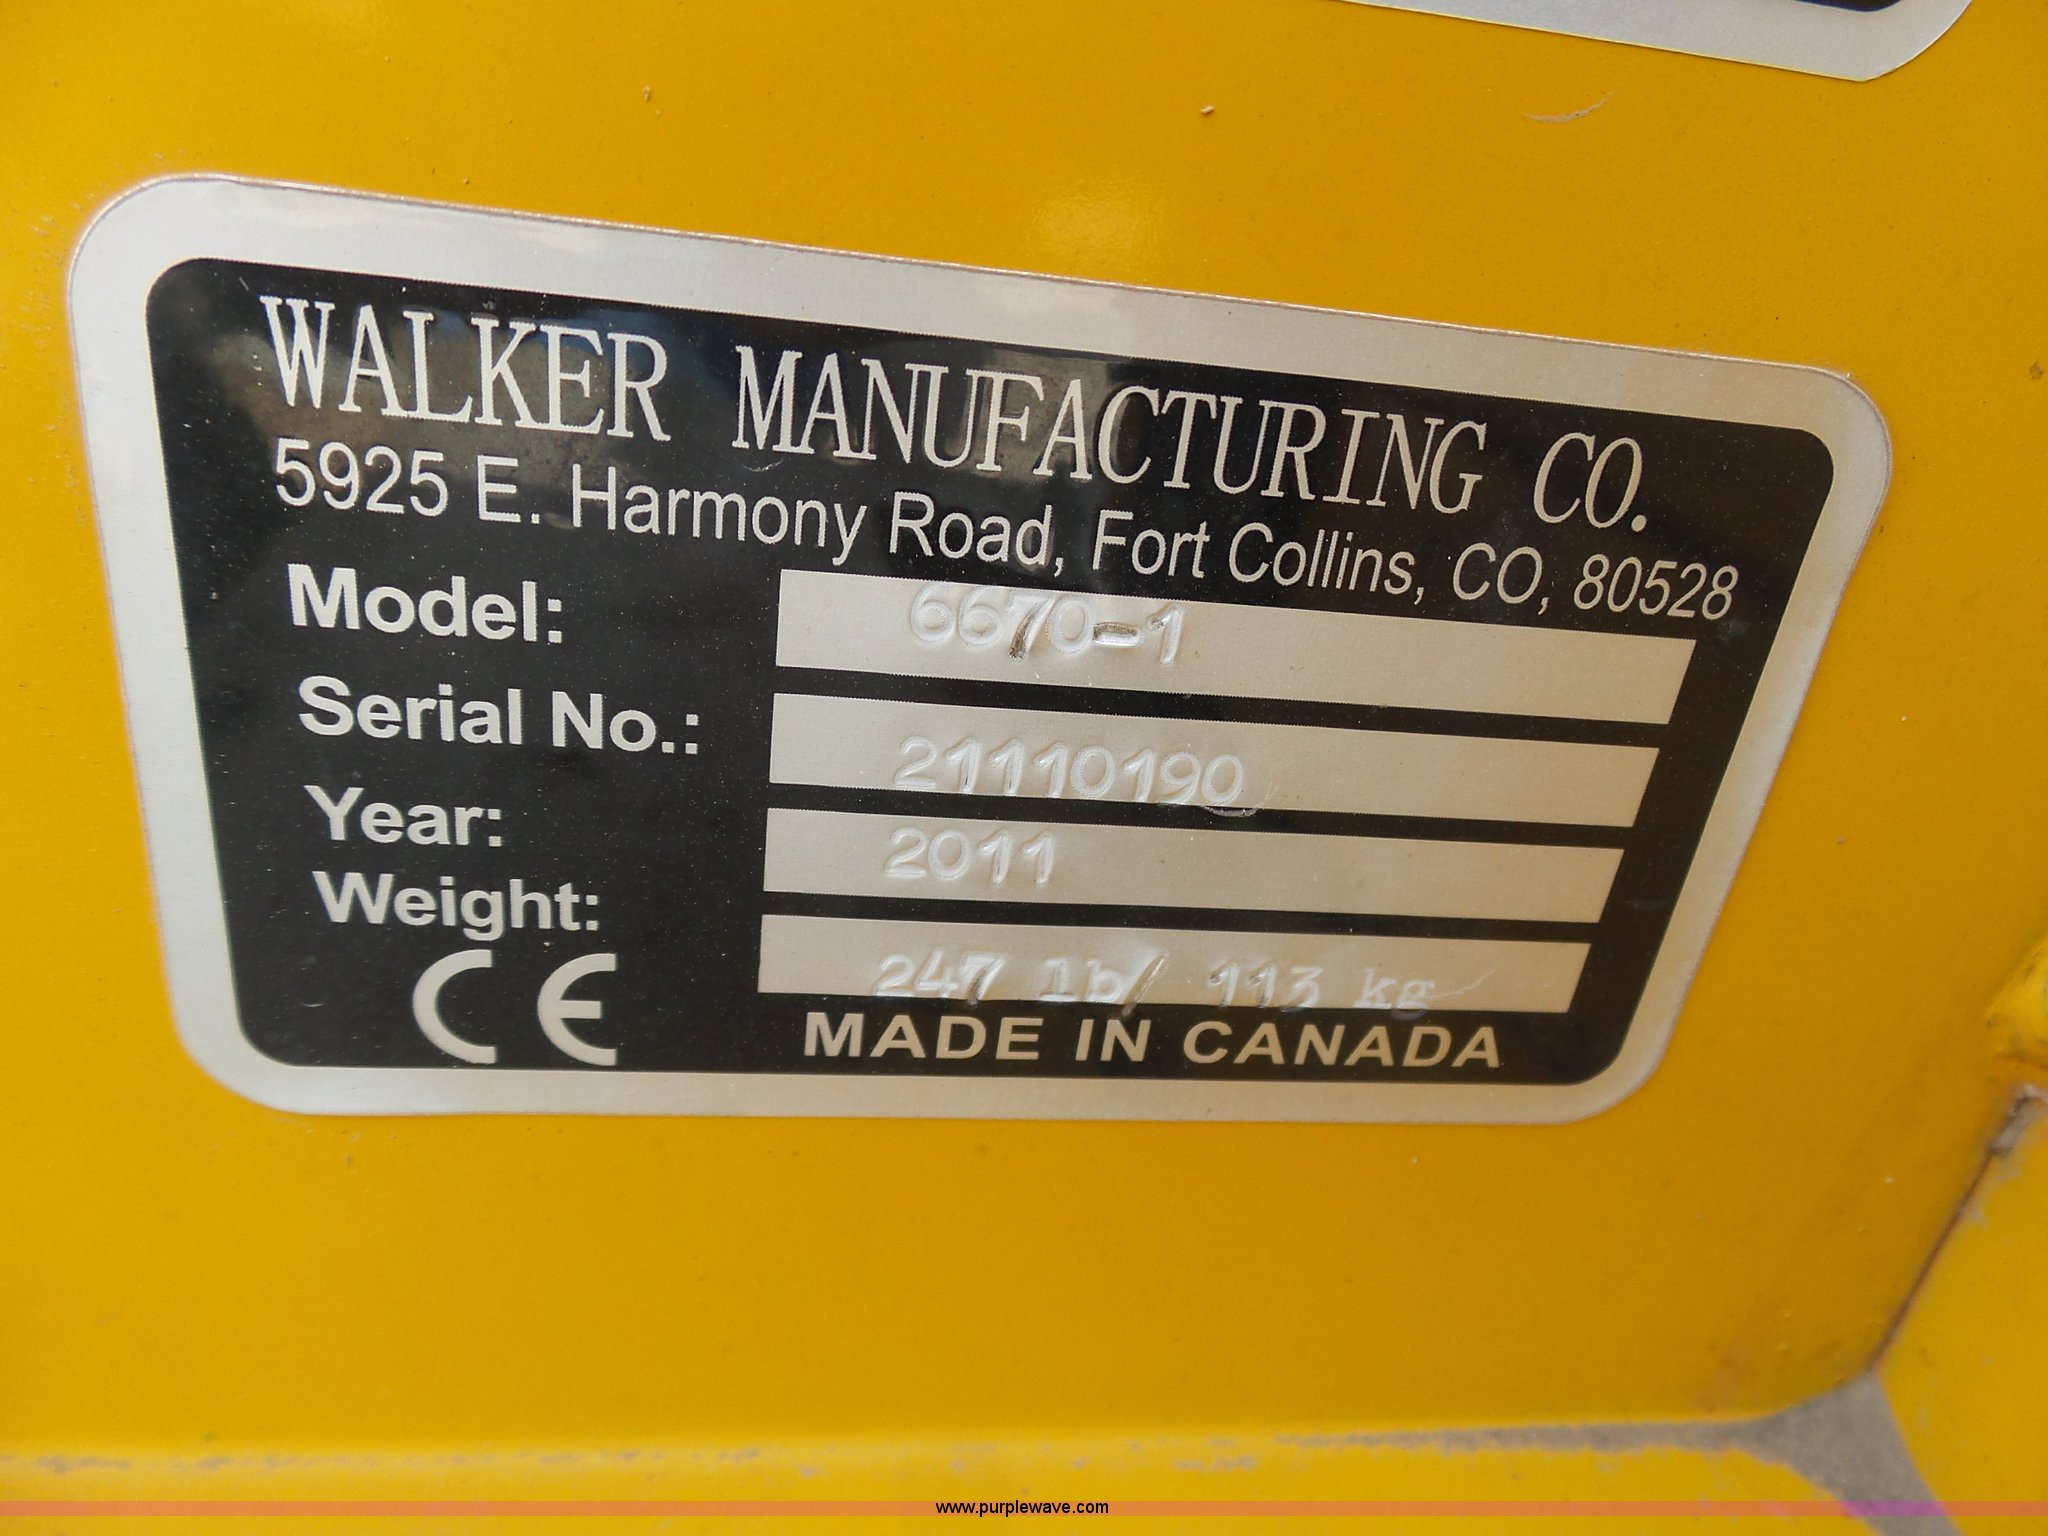 WALKER MANUFACTURING CO.
5925 E. Harmony Road, Fort Collins, CO, 80528
Model: 6670-1
Serial No.: 21110190
Year: 2011
Weight: 247 lb/ 113 kg
CE MADE IN CANADA
www.purplewave.com